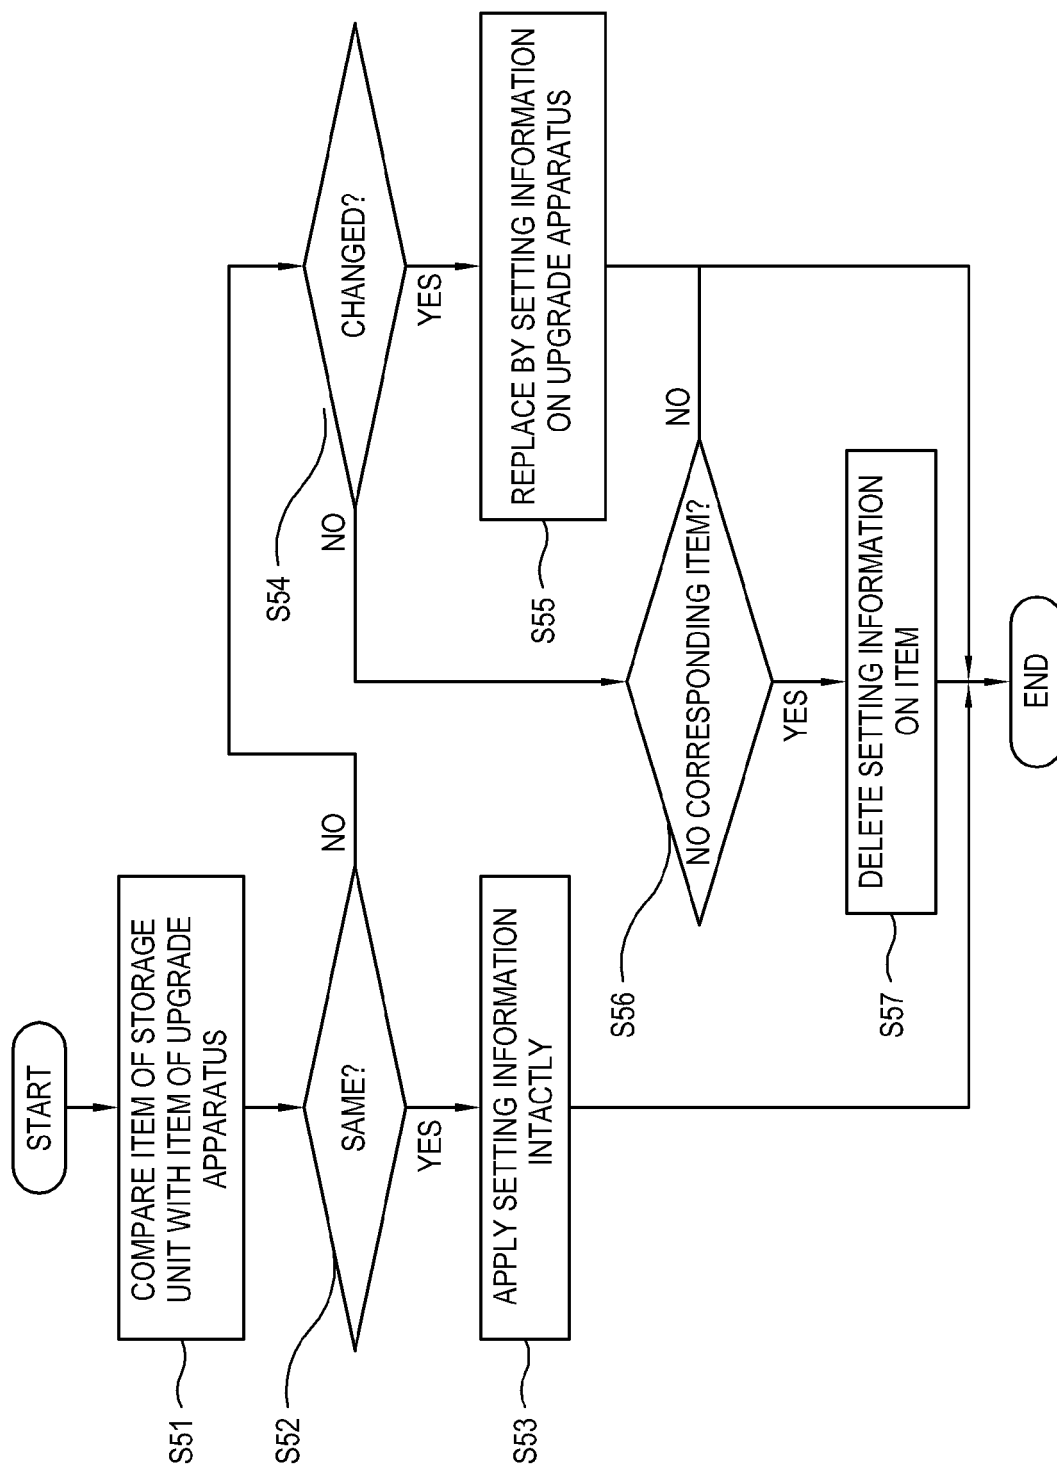 START
S51
COMPARE ITEM OF STORAGE
UNIT WITH ITEM OF UPGRADE
APPARATUS
S52
SAME?
NO
YES
S53
APPLY SETTING INFORMATION
INTACTLY
S54
CHANGED?
NO
YES
S55
REPLACE BY SETTING INFORMATION
ON UPGRADE APPARATUS
S56
NO CORRESPONDING ITEM?
NO
YES
S57
DELETE SETTING INFORMATION
ON ITEM
END